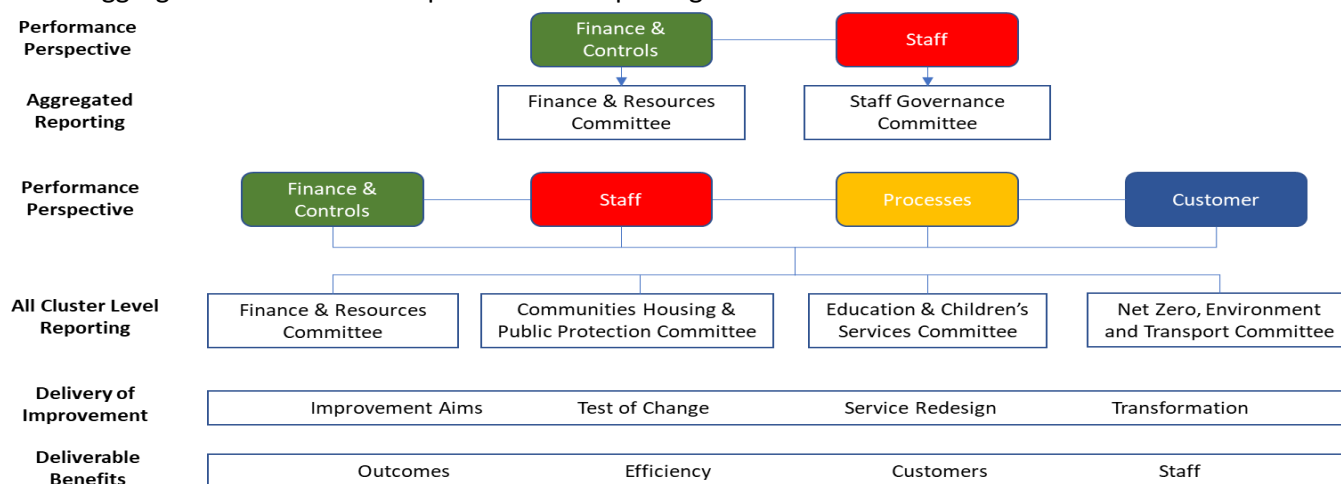 Performance
Perspective
Finance &
Controls
Staff
Aggregated
Reporting
Finance & Resources
Committee
Staff Governance
Committee
Performance
Perspective
Finance &
Controls
Staff
Processes
Customer
All Cluster Level
Reporting
Finance & Resources
Committee
Communities Housing &
Public Protection Committee
Education & Children's
Services Committee
Net Zero, Environment
and Transport Committee
Delivery of
Improvement
Improvement Aims
Test of Change
Service Redesign
Transformation
Deliverable
Benefits
Outcomes
Efficiency
Customers
Staff